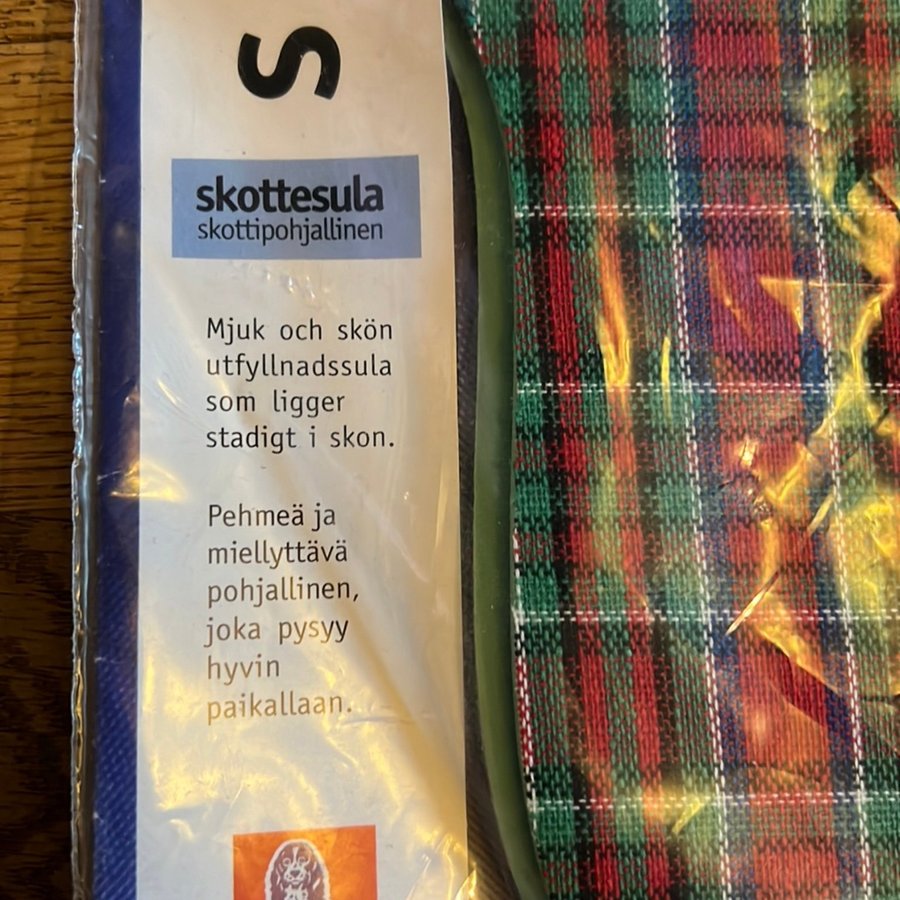 S
skottesula
skottipohjallinen
Mjuk och skön
utfyllnadssula
som ligger
stadigt i skon.
Pehmeä ja
miellyttävä
pohjallinen,
joka pysyy
hyvin
paikallaan.